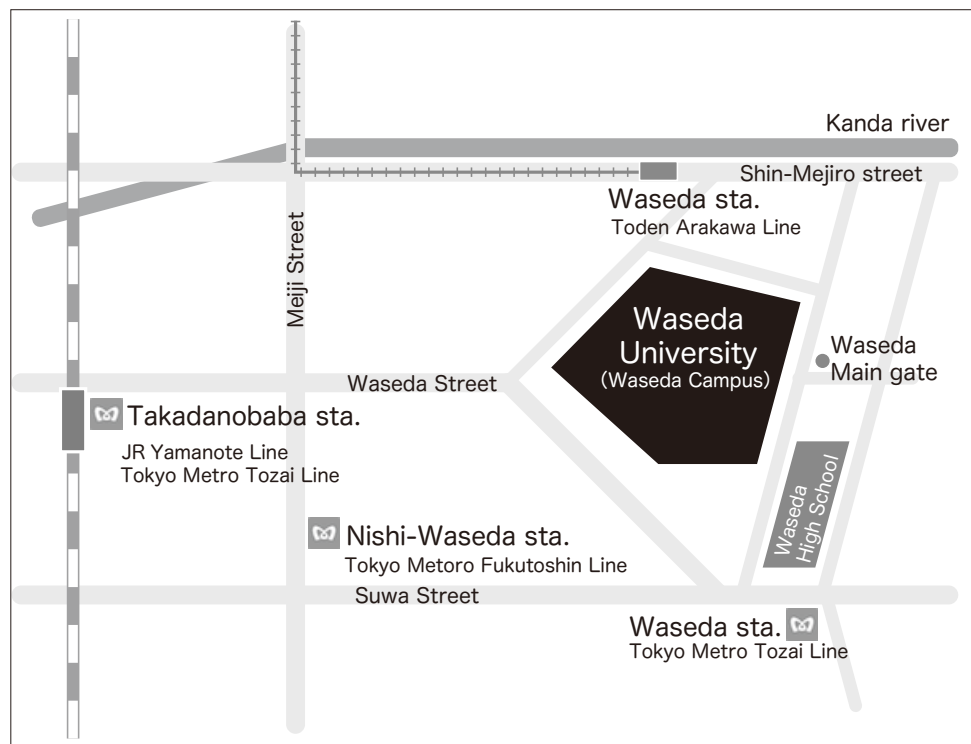 Kanda river
Shin-Mejiro street
Waseda sta.
Toden Arakawa Line
Meiji Street
Waseda
University
(Waseda Campus)
Waseda
Main gate
Waseda Street
Takadanobaba sta.
JR Yamanote Line
Tokyo Metro Tozai Line
Waseda
High School
Nishi-Waseda sta.
Tokyo Metoro Fukutoshin Line
Suwa Street
Waseda sta.
Tokyo Metro Tozai Line